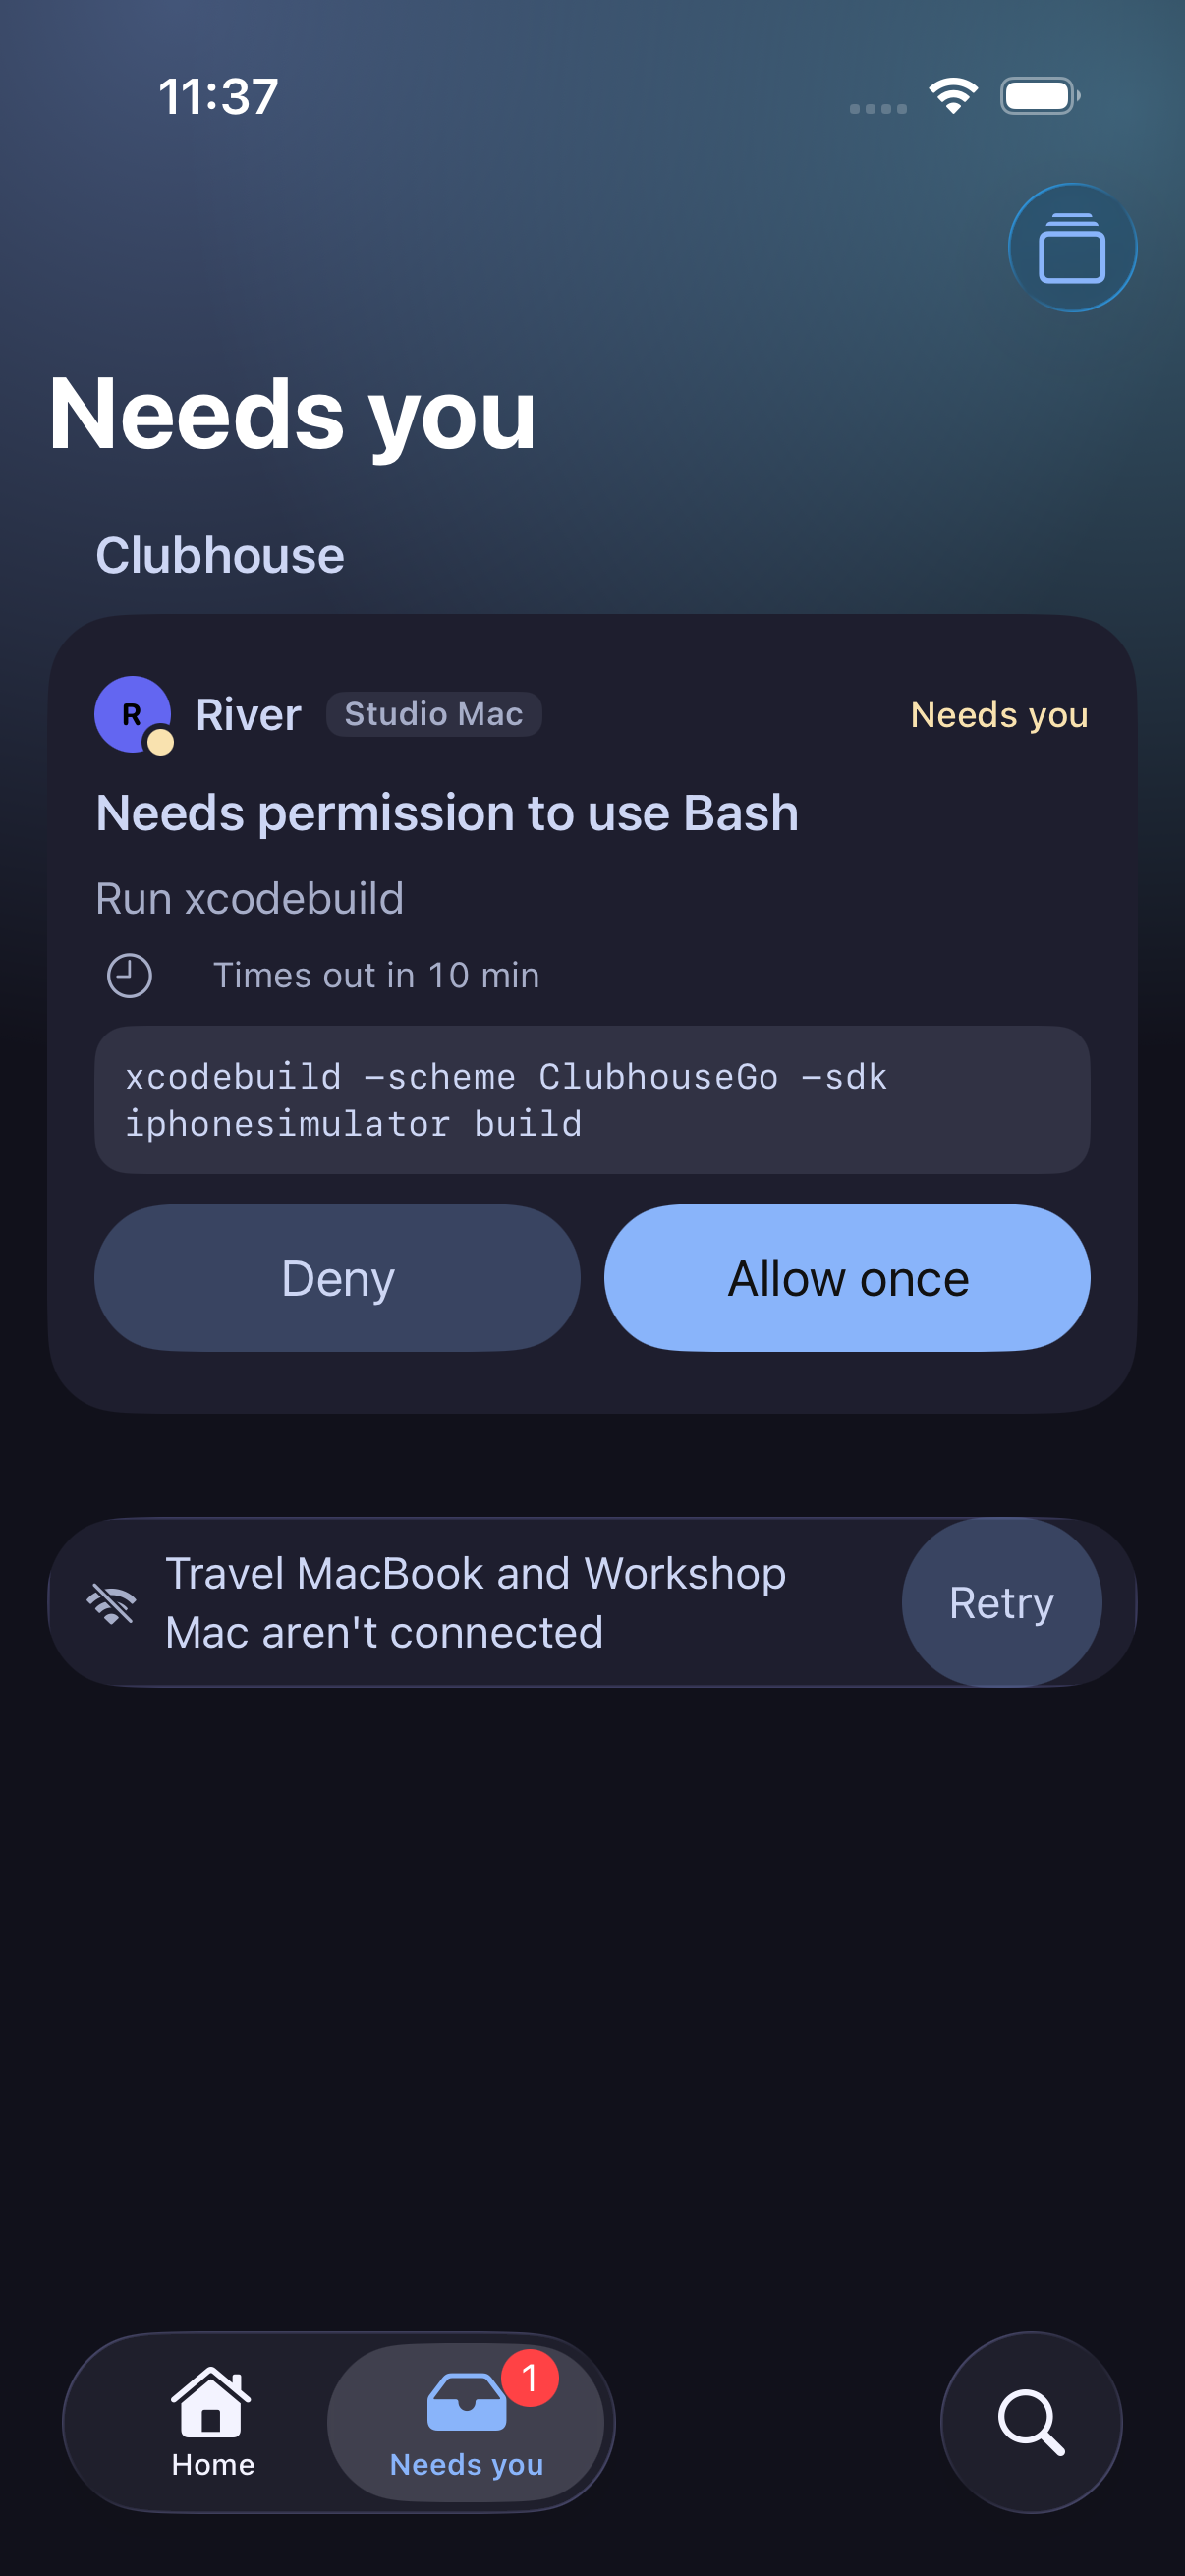 11:37
Needs you
Clubhouse
R
River
Studio Mac
Needs you
Needs permission to use Bash
Run xcodebuild
Times out in 10 min
xcodebuild -scheme ClubhouseGo -sdk
iphonesimulator build
Deny
Allow once
Travel MacBook and Workshop
Mac aren't connected
Retry
1
Home
Needs you